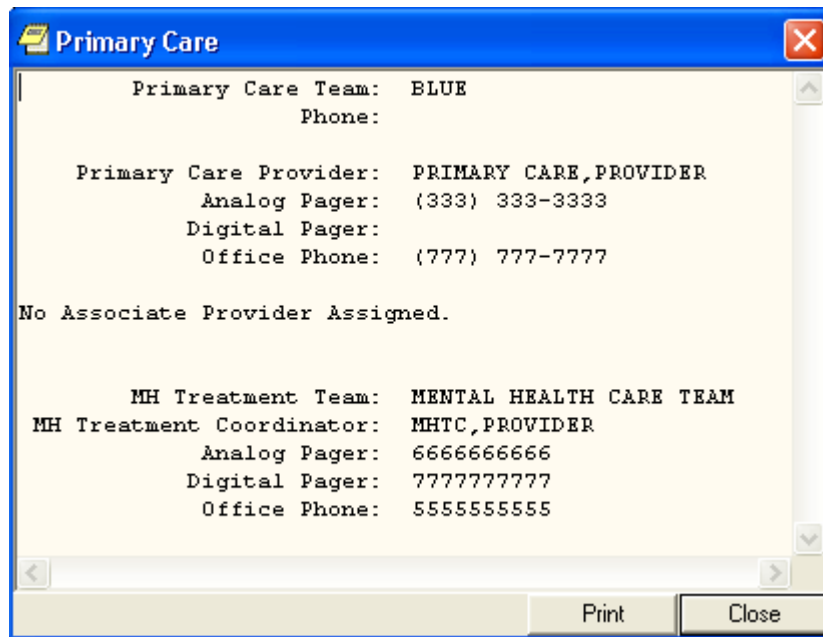 Primary Care
Primary Care Team: BLUE
Phone:
Primary Care Provider: PRIMARY CARE,PROVIDER
Analog Pager: (333) 333-3333
Digital Pager:
Office Phone: (777) 777-7777
No Associate Provider Assigned.
MH Treatment Team: MENTAL HEALTH CARE TEAM
MH Treatment Coordinator: MHTC,PROVIDER
Analog Pager: 6666666666
Digital Pager: 7777777777
Office Phone: 5555555555
Print Close